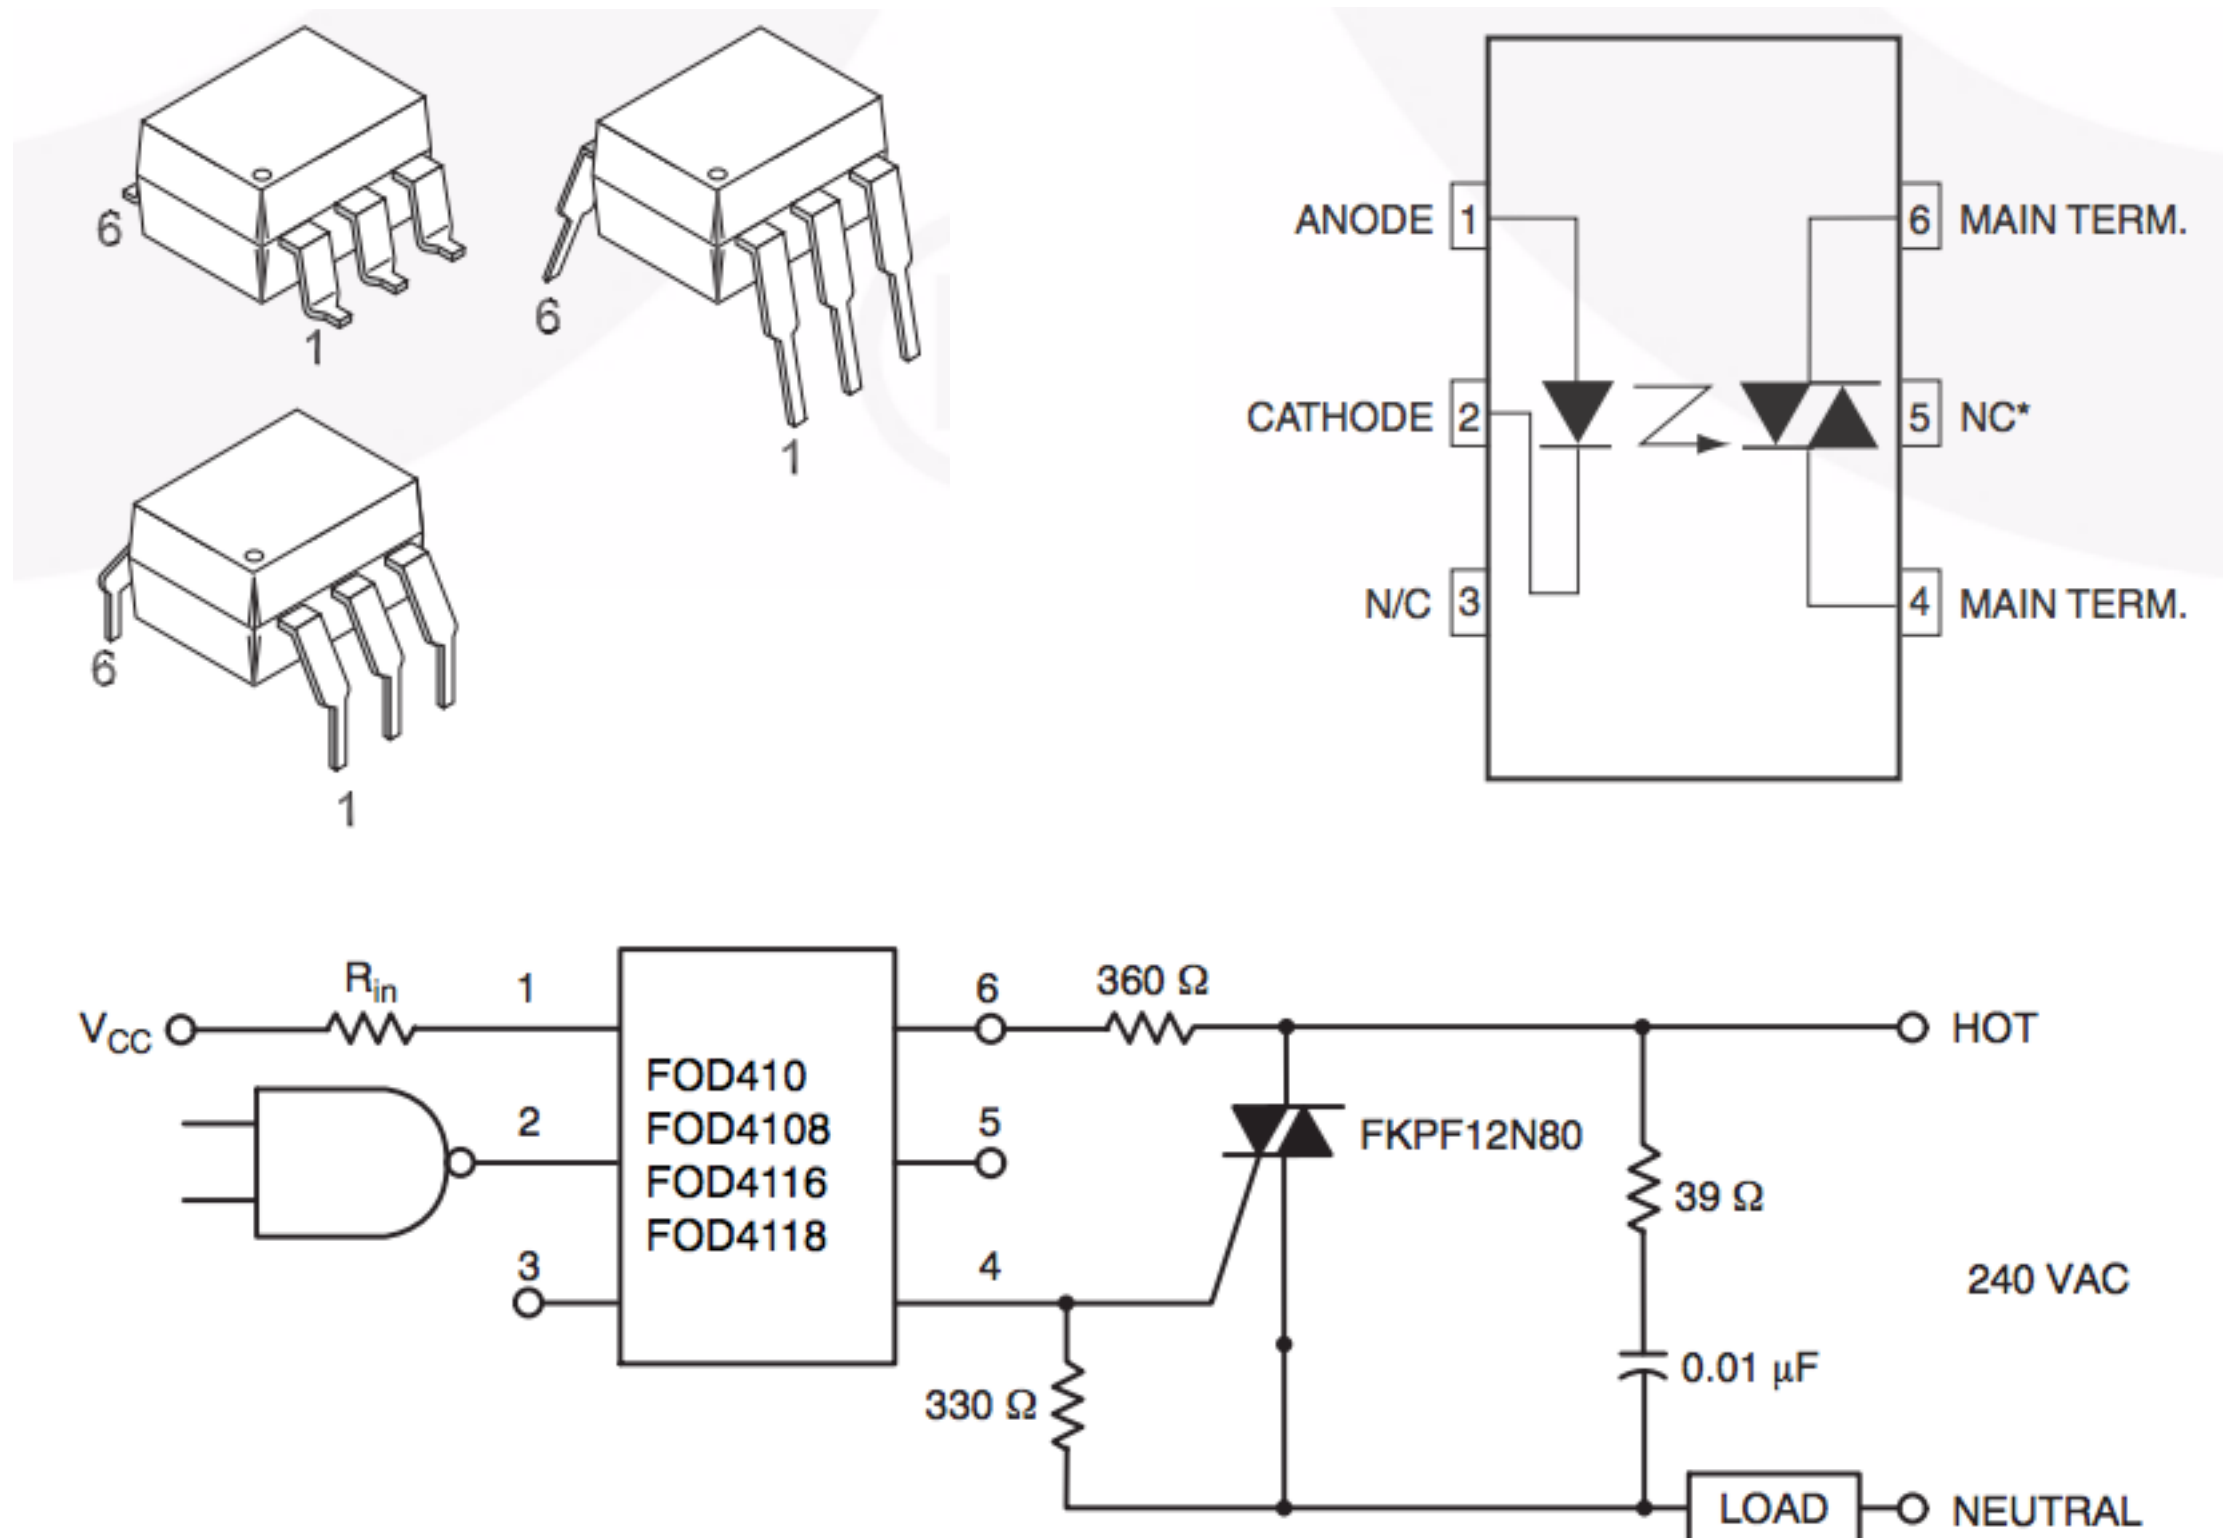 6
1
6
1
6
1
ANODE 1
6 MAIN TERM.
CATHODE 2
5 NC*
N/C 3
4 MAIN TERM.
VCC
Rin
1
2
3
FOD410
FOD4108
FOD4116
FOD4118
6
5
4
360 Ω
330 Ω
FKPF12N80
39 Ω
0.01 µF
HOT
240 VAC
LOAD
NEUTRAL